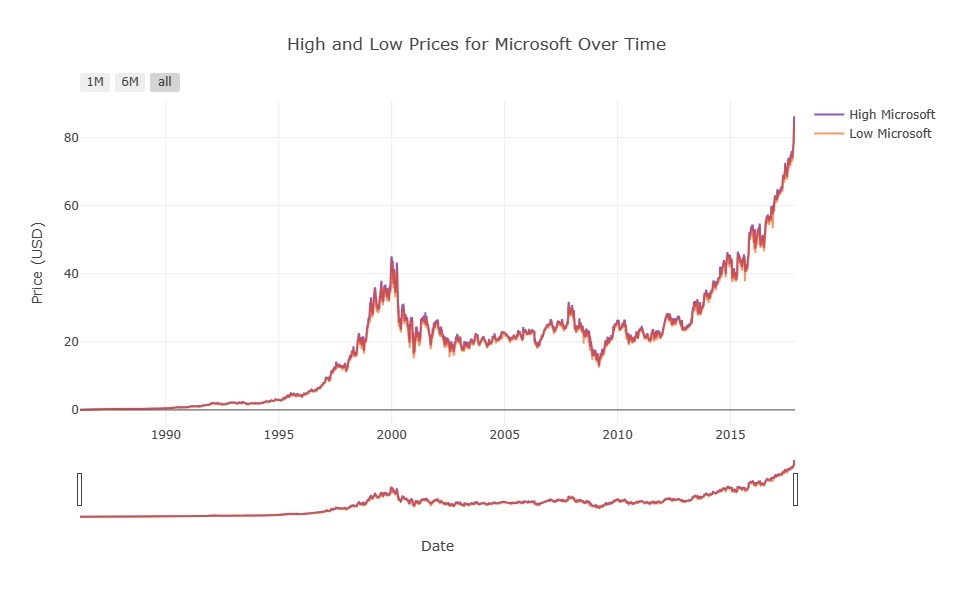 High and Low Prices for Microsoft Over Time
1M 6M all
High Microsoft
Low Microsoft
Price (USD)
80
60
40
20
0
1990 1995 2000 2005 2010 2015
Date